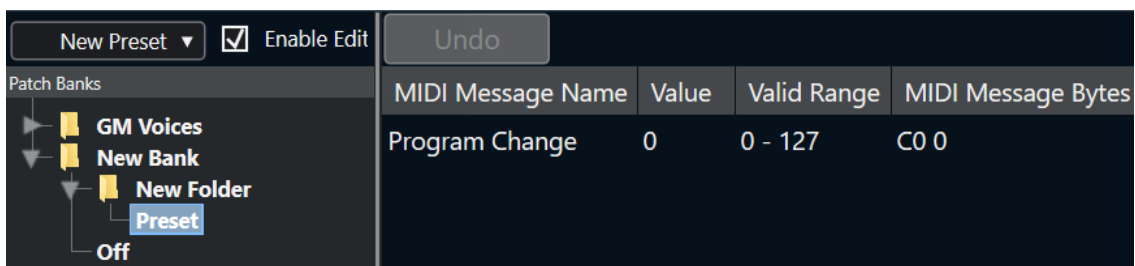 New Preset ▼ Enable Edit Undo
Patch Banks
MIDI Message Name Value Valid Range MIDI Message Bytes
GM Voices
Program Change 0 0 - 127 C0 0
New Bank
New Folder
Preset
Off